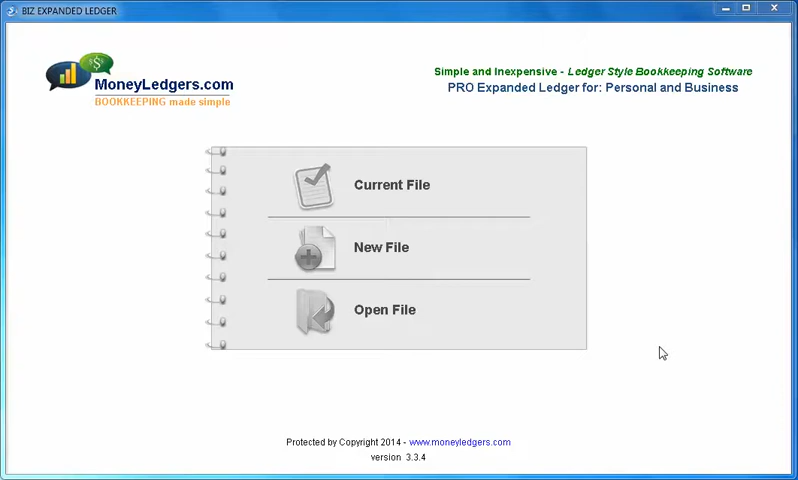 BIZ EXPANDED LEDGER
$
MoneyLedgers.com
BOOKKEEPING made simple
Simple and Inexpensive - Ledger Style Bookkeeping Software
PRO Expanded Ledger for: Personal and Business
Current File
New File
Open File
Protected by Copyright 2014 - www.moneyledgers.com
version 3.3.4